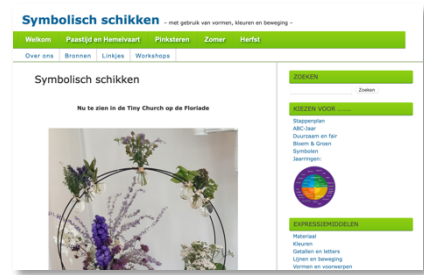 Symbolisch schikken – met gebruik van vormen, kleuren en beweging –
Welkom Paastijd en Hemelvaart Pinksteren Zomer Herfst
Over ons Bronnen Linkjes Workshops
Symbolisch schikken
Nu te zien in de Tiny Church op de Floriade
ZOEKEN
Zoeken
KIEZEN VOOR .......
Stappenplan
ABC-Jaar
Duurzaam en fair
Bloem & Groen
Symbolen
Jaarringen:
EXPRESSIEMIDDELEN
Materiaal
Kleuren
Getallen en letters
Lijnen en beweging
Vormen en voorwerpen